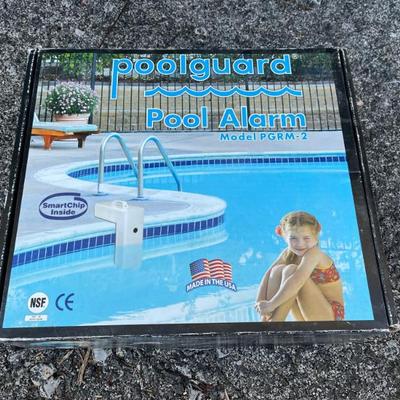 poolguard
Pool Alarm
Model PGRM-2
SmartChip
Inside
MADE IN THE USA
NSF
CE